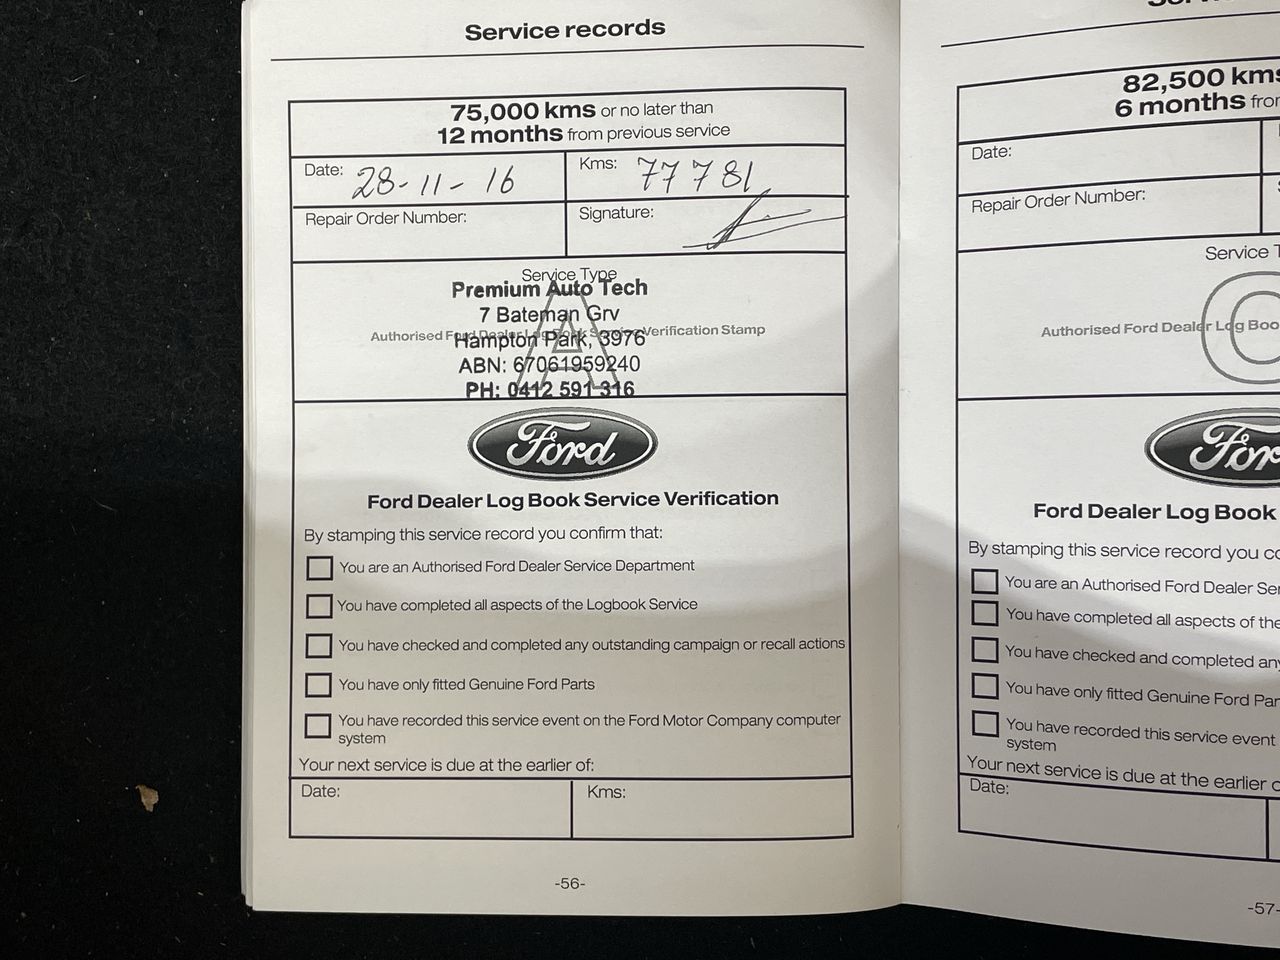 Service records
75,000 kms or no later than
12 months from previous service
Date: 28-11-16
Kms: 77781
Repair Order Number:
Signature:
Service Type
A
Authorised Ford Dealer Log Book Service Verification Stamp
Premium Auto Tech
7 Bateman Grv
Hampton Park, 3976
ABN: 67061959240
PH: 0412 591 316
Ford
Ford Dealer Log Book Service Verification
By stamping this service record you confirm that:
You are an Authorised Ford Dealer Service Department
You have completed all aspects of the Logbook Service
You have checked and completed any outstanding campaign or recall actions
You have only fitted Genuine Ford Parts
You have recorded this service event on the Ford Motor Company computer
system
Your next service is due at the earlier of:
Date:
Kms:
-56-
82,500 kms
6 months
Date:
Repair Order Number:
Service
Authorised Ford Dealer Log
Ford Dealer Log Book
By stamping this service record you
You are an Authorised Ford Dealer
You have completed all aspects of the
You have checked and completed
You have only fitted Genuine Ford
You have recorded this service event
system
Your next service is due at the earlier
Date:
-57-